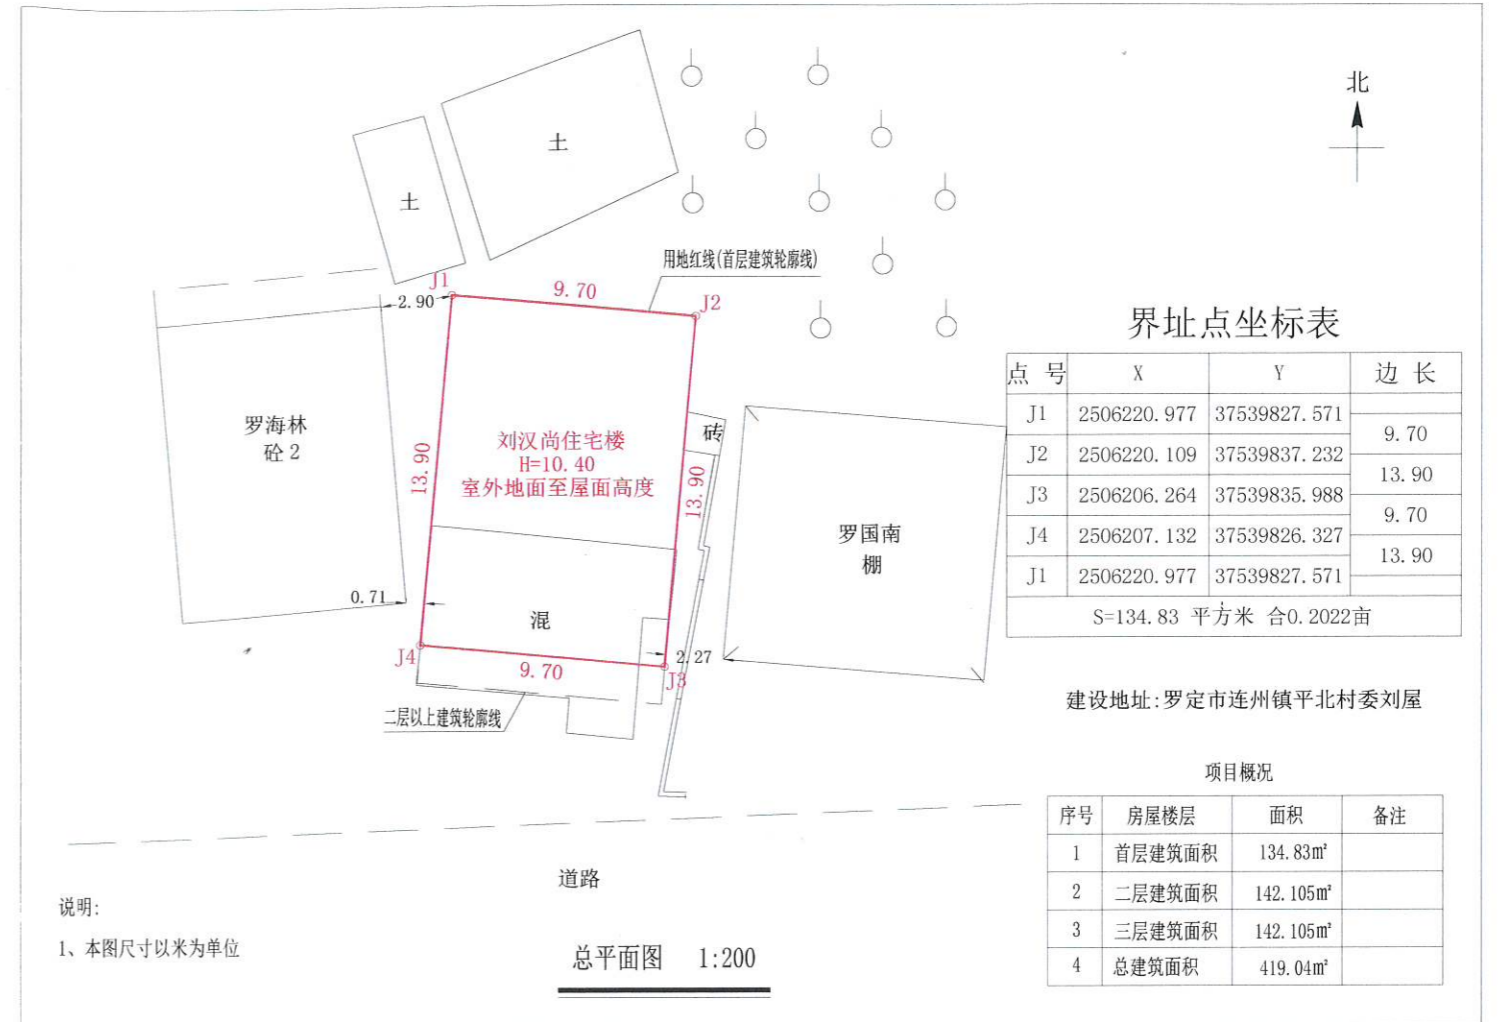 北
土
土
用地红线(首层建筑轮廓线)
J1
9.70
J2
2.90
界址点坐标表
点 号 X Y 边 长
J1 2506220.977 37539827.571
9.70
J2 2506220.109 37539837.232
13.90
J3 2506206.264 37539835.988
9.70
J4 2506207.132 37539826.327
13.90
J1 2506220.977 37539827.571
S=134.83 平方米 合0.2022亩
罗海林
砼2
砖
刘汉尚住宅楼
H=10.40
室外地面至屋面高度
13.90
13.90
罗国南
棚
0.71
混
J4
9.70
2.27
J3
二层以上建筑轮廓线
建设地址:罗定市连州镇平北村委刘屋
项目概况
序号 房屋楼层 面积 备注
1 首层建筑面积 134.83㎡
2 二层建筑面积 142.105㎡
3 三层建筑面积 142.105㎡
4 总建筑面积 419.04㎡
道路
说明:
1、本图尺寸以米为单位
总平面图 1:200